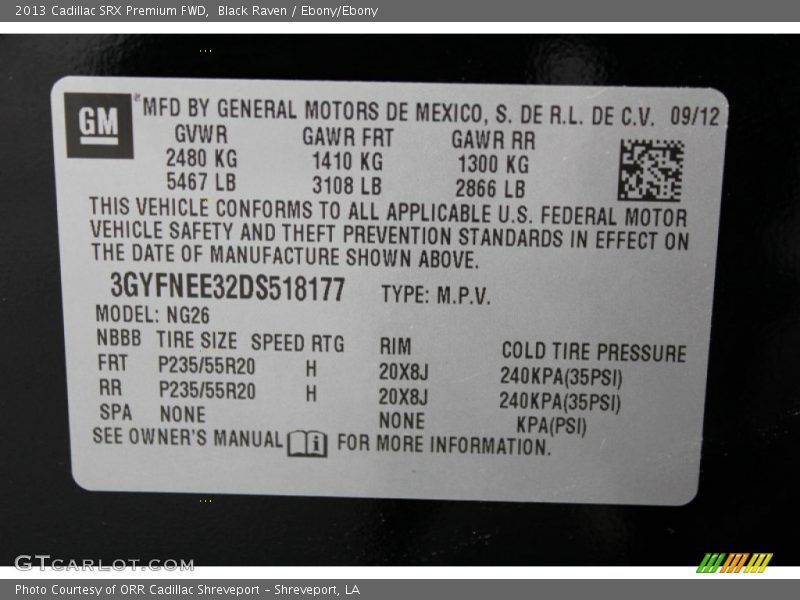 2013 Cadillac SRX Premium FWD,  Black Raven / Ebony/Ebony
GM ® MFD BY GENERAL MOTORS DE MEXICO, S. DE R.L. DE C.V. 09/12
GVWR GAWR FRT GAWR RR
2480 KG 1410 KG 1300 KG
5467 LB 3108 LB 2866 LB
THIS VEHICLE CONFORMS TO ALL APPLICABLE U.S. FEDERAL MOTOR
VEHICLE SAFETY AND THEFT PREVENTION STANDARDS IN EFFECT ON
THE DATE OF MANUFACTURE SHOWN ABOVE.
3GYFNEE32DS518177 TYPE: M.P.V.
MODEL: NG26
NBBB TIRE SIZE SPEED RTG RIM COLD TIRE PRESSURE
FRT P235/55R20 H 20X8J 240KPA(35PSI)
RR P235/55R20 H 20X8J 240KPA(35PSI)
SPA NONE NONE KPA(PSI)
SEE OWNER'S MANUAL FOR MORE INFORMATION.
GTCARLOT.COM
Photo Courtesy of ORR Cadillac Shreveport - Shreveport, LA